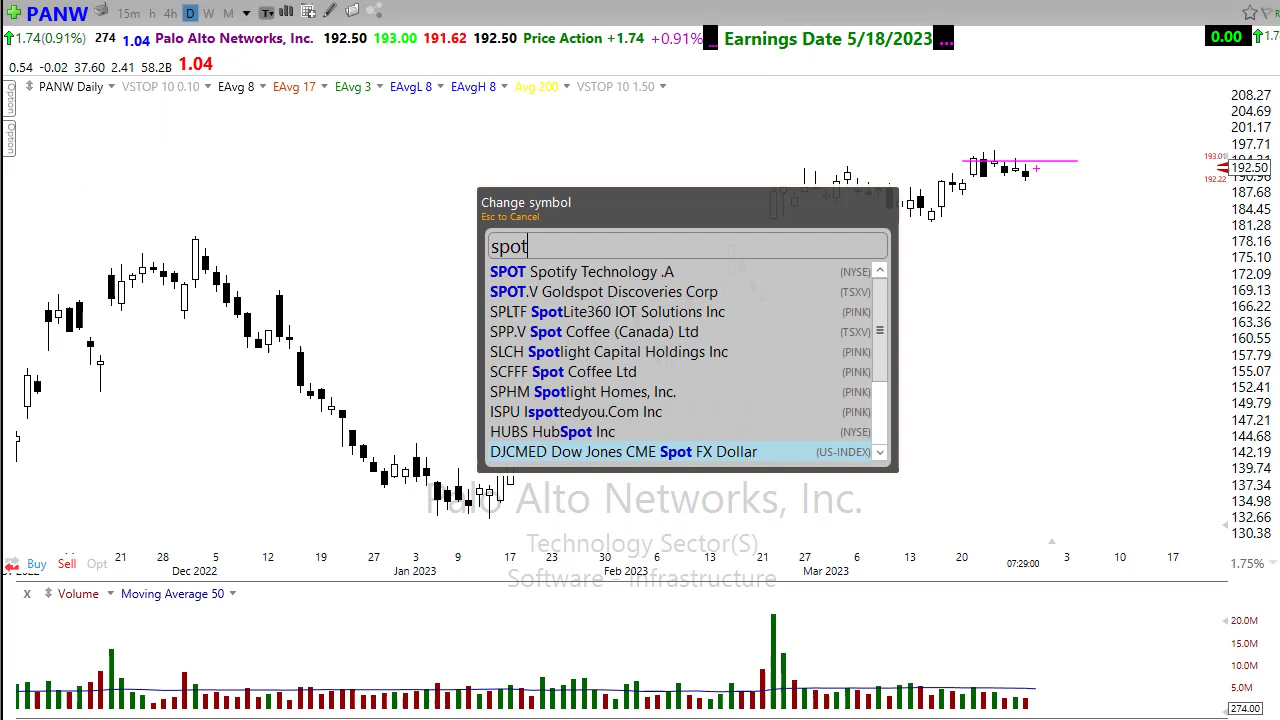 PANW 15m h 4h D W M T
1.74(0.91%) 274 1.04 Palo Alto Networks, Inc. 192.50 193.00 191.62 192.50 Price Action +1.74 +0.91% ... Earnings Date 5/18/2023 ... 0.00 1.7
0.54 -0.02 37.60 2.41 58.2B 1.04
PANW Daily VSTOP 10 0.10 EAvg 8 EAvg 17 EAvg 3 EAvgL 8 EAvgH 8 Avg 200 VSTOP 10 1.50
Option
Option
208.27
204.69
201.17
197.71
193.01
192.50
192.22
187.68
184.45
181.28
178.16
175.10
172.09
169.13
166.22
163.36
160.55
157.79
155.07
152.41
149.79
147.21
144.68
142.19
139.74
137.34
134.98
132.66
130.38
Change symbol
Esc to Cancel
spot
SPOT Spotify Technology .A (NYSE)
SPOT.V Goldspot Discoveries Corp (TSXV)
SPLTF SpotLite360 IOT Solutions Inc (PINK)
SPP.V Spot Coffee (Canada) Ltd (TSXV)
SLCH Spotlight Capital Holdings Inc (PINK)
SCFFF Spot Coffee Ltd (PINK)
SPHM Spotlight Homes, Inc. (PINK)
ISPU Ispottedyou.Com Inc (PINK)
HUBS HubSpot Inc (NYSE)
DJCMED Dow Jones CME Spot FX Dollar (US-INDEX)
Palo Alto Networks, Inc.
Technology Sector(S)
Software - Infrastructure
21 28 5 12 19 27 3 9 17 23 30 6 13 21 27 6 13 20 3 10 17
Buy Sell Opt
Dec 2022 Jan 2023 Feb 2023 Mar 2023 07:29:00 1.75%
x Volume Moving Average 50
20.0M
15.0M
10.0M
5.0M
274.00